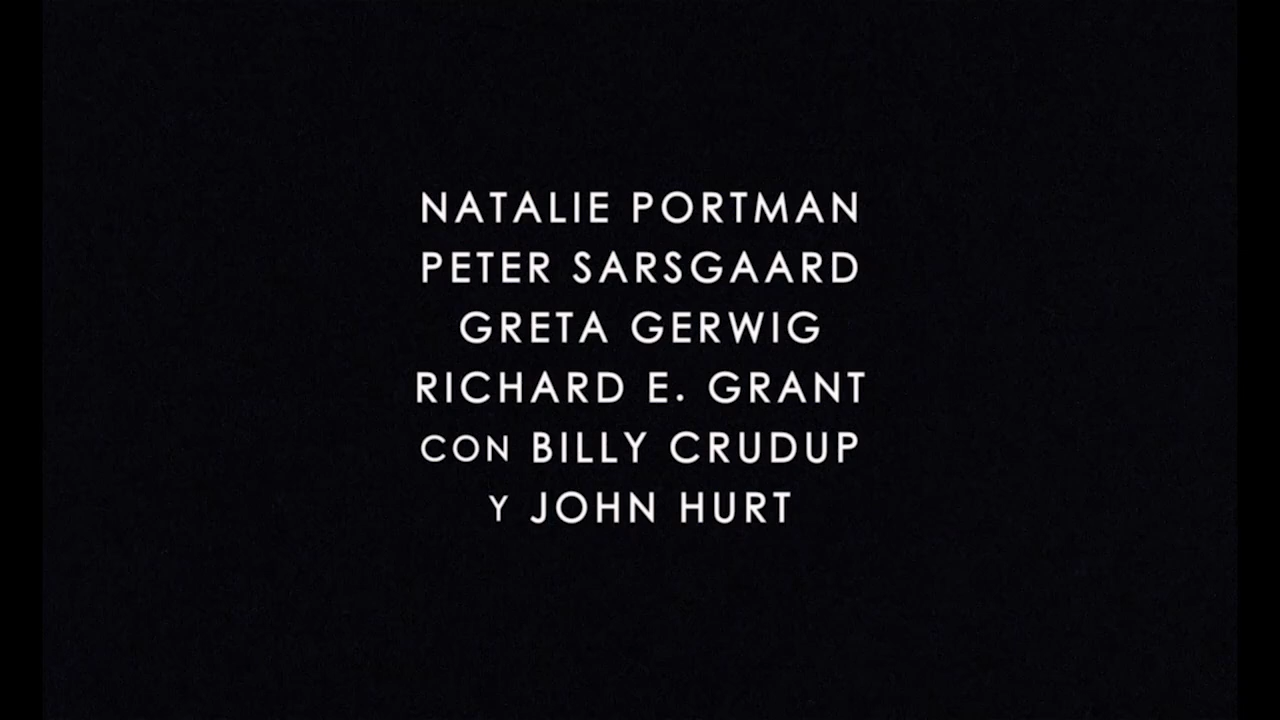 NATALIE PORTMAN
PETER SARSGAARD
GRETA GERWIG
RICHARD E. GRANT
CON BILLY CRUDUP
Y JOHN HURT